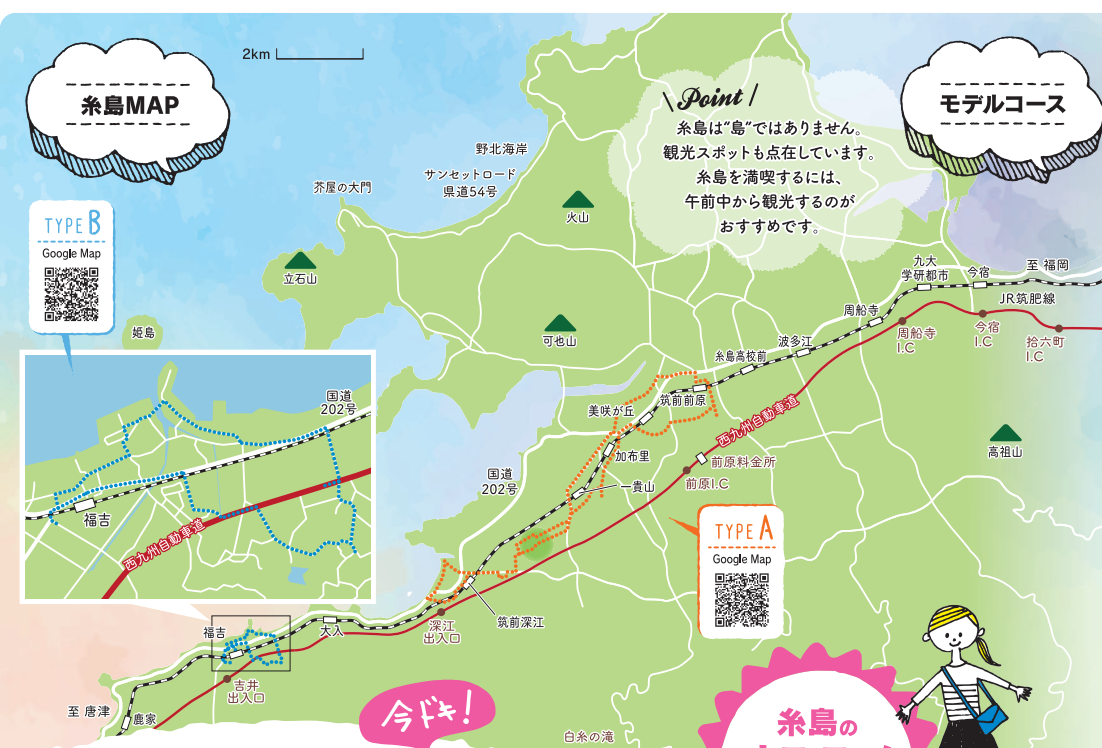 2km
糸島MAP
モデルコース
Point
糸島は“島”ではありません。
観光スポットも点在しています。
糸島を満喫するには、
午前中から観光するのが
おすすめです。
野北海岸
サンセットロード
県道54号
芥屋の大門
火山
立石山
可也山
姫島
TYPE B
Google Map
九大
学研都市
今宿
至 福岡
JR筑肥線
周船寺
周船寺
I.C
今宿
I.C
拾六町
I.C
波多江
糸島高校前
筑前前原
美咲が丘
加布里
一貴山
西九州自動車道
前原料金所
前原I.C
高祖山
国道
202号
国道
202号
福吉
西九州自動車道
TYPE A
Google Map
筑前深江
深江
出入口
大入
福吉
吉井
出入口
至 唐津
鹿家
今ドキ!
白糸の滝
糸島の